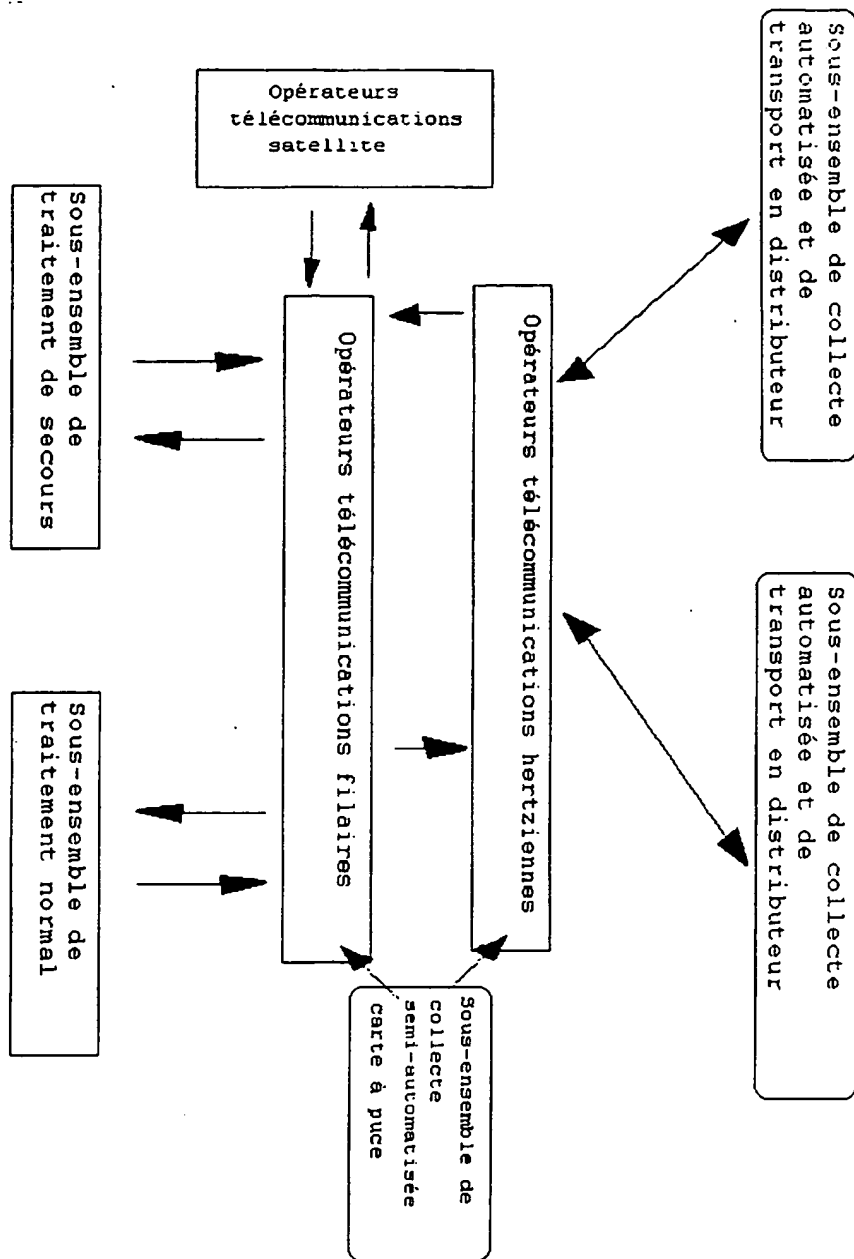 Sous-ensemble de collecte
automatisée et de
transport en distributeur
Sous-ensemble de collecte
automatisée et de
transport en distributeur
Opérateurs télécommunications hertziennes
Opérateurs
télécommunications
satellite
Opérateurs télécommunications filaires
Sous-ensemble de
collecte
semi-automatisée
carte à puce
Sous-ensemble de
traitement de secours
Sous-ensemble de
traitement normal